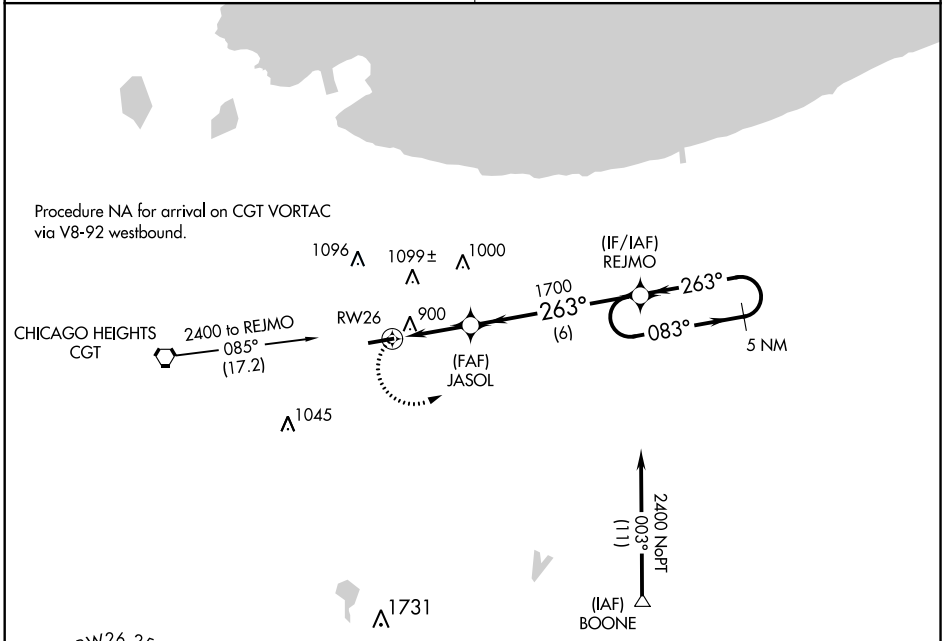 Procedure NA for arrival on CGT VORTAC
via V8-92 westbound.
1096
1099±
1000
(IF/IAF)
REJMO
263°
1700
263°
(6)
083°
5 NM
RW26
900
CHICAGO HEIGHTS
CGT
2400 to REJMO
085°
(17.2)
(FAF)
JASOL
1045
2400 NoPT
003°
(11)
(IAF)
BOONE
1731
RW26 25